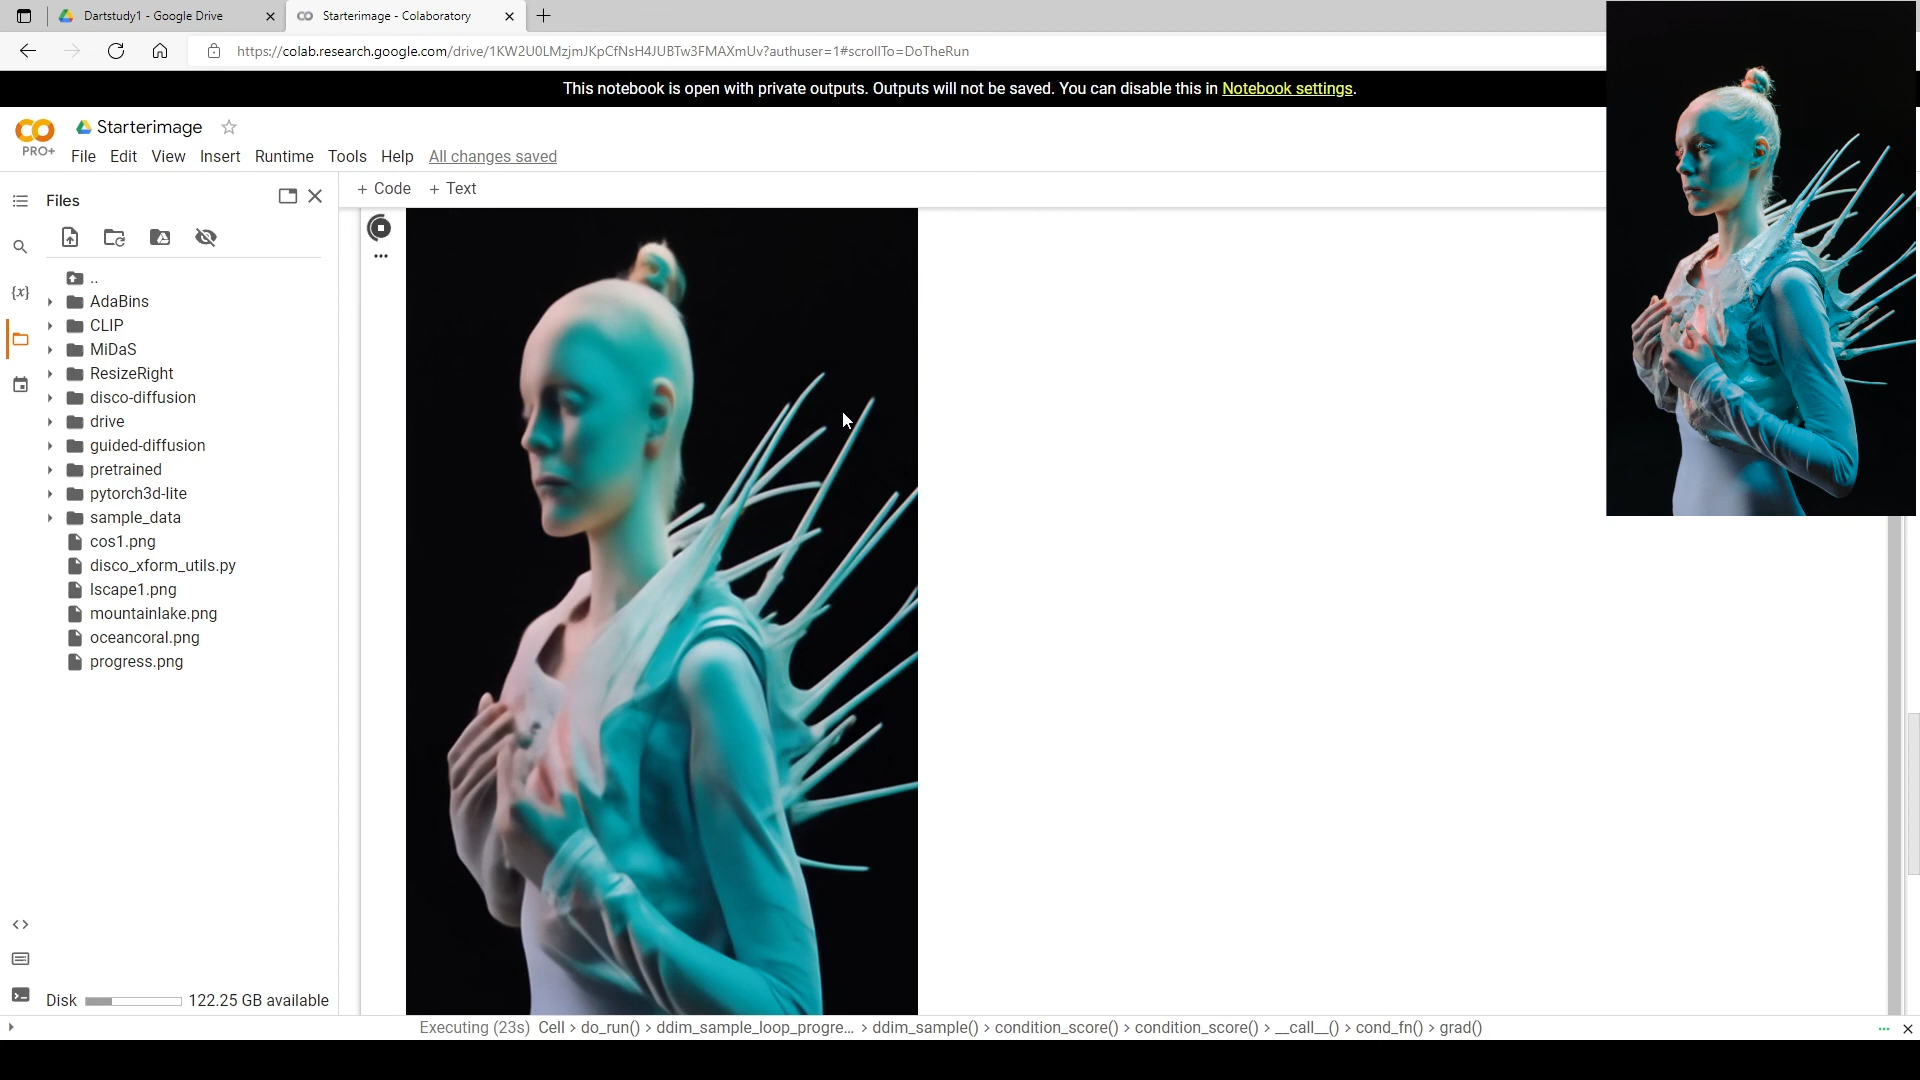 Dartstudy1 - Google Drive
Starterimage - Colaboratory
https://colab.research.google.com/drive/1KW2U0LMzjmJKpCfNsH4JUBTw3FMAXmUv?authuser=1#scrollTo=DoTheRun
This notebook is open with private outputs. Outputs will not be saved. You can disable this in Notebook settings.
CO
PRO+
Starterimage
File Edit View Insert Runtime Tools Help All changes saved
+ Code + Text
Files
{x}
..
AdaBins
CLIP
MiDaS
ResizeRight
disco-diffusion
drive
guided-diffusion
pretrained
pytorch3d-lite
sample_data
cos1.png
disco_xform_utils.py
lscape1.png
mountainlake.png
oceancoral.png
progress.png
Disk 122.25 GB available
Executing (23s) Cell > do_run() > ddim_sample_loop_progre... > ddim_sample() > condition_score() > condition_score() > __call__() > cond_fn() > grad()